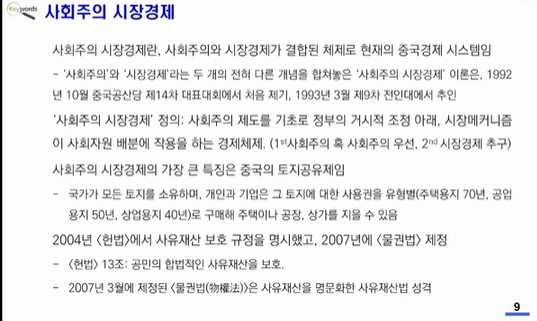 Keywords
사회주의 시장경제
사회주의 시장경제란, 사회주의와 시장경제가 결합된 체제로 현재의 중국경제 시스템임
– ‘사회주의’와 ‘시장경제’라는 두 개의 전혀 다른 개념을 합쳐놓은 ‘사회주의 시장경제’ 이론은, 1992
년 10월 중국공산당 제14차 대표대회에서 처음 제기, 1993년 3월 제9차 전인대에서 추인
‘사회주의 시장경제’ 정의: 사회주의 제도를 기초로 정부의 거시적 조정 아래, 시장메커니즘
이 사회자원 배분에 작용을 하는 경제체제. (1st사회주의 혹 사회주의 우선, 2nd 시장경제 추구)
사회주의 시장경제의 가장 큰 특징은 중국의 토지공유제임
– 국가가 모든 토지를 소유하며, 개인과 기업은 그 토지에 대한 사용권을 유형별(주택용지 70년, 공업
용지 50년, 상업용지 40년)로 구매해 주택이나 공장, 상가를 지을 수 있음
2004년 <헌법>에서 사유재산 보호 규정을 명시했고, 2007년에 <물권법> 제정
– <헌법> 13조: 공민의 합법적인 사유재산을 보호.
– 2007년 3월에 제정된 <물권법(物權法)>은 사유재산을 명문화한 사유재산법 성격
9